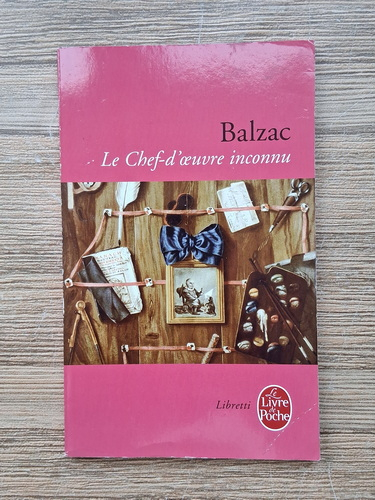 Balzac
Le Chef-d'œuvre inconnu
Libretti
Le
Livre
de
Poche